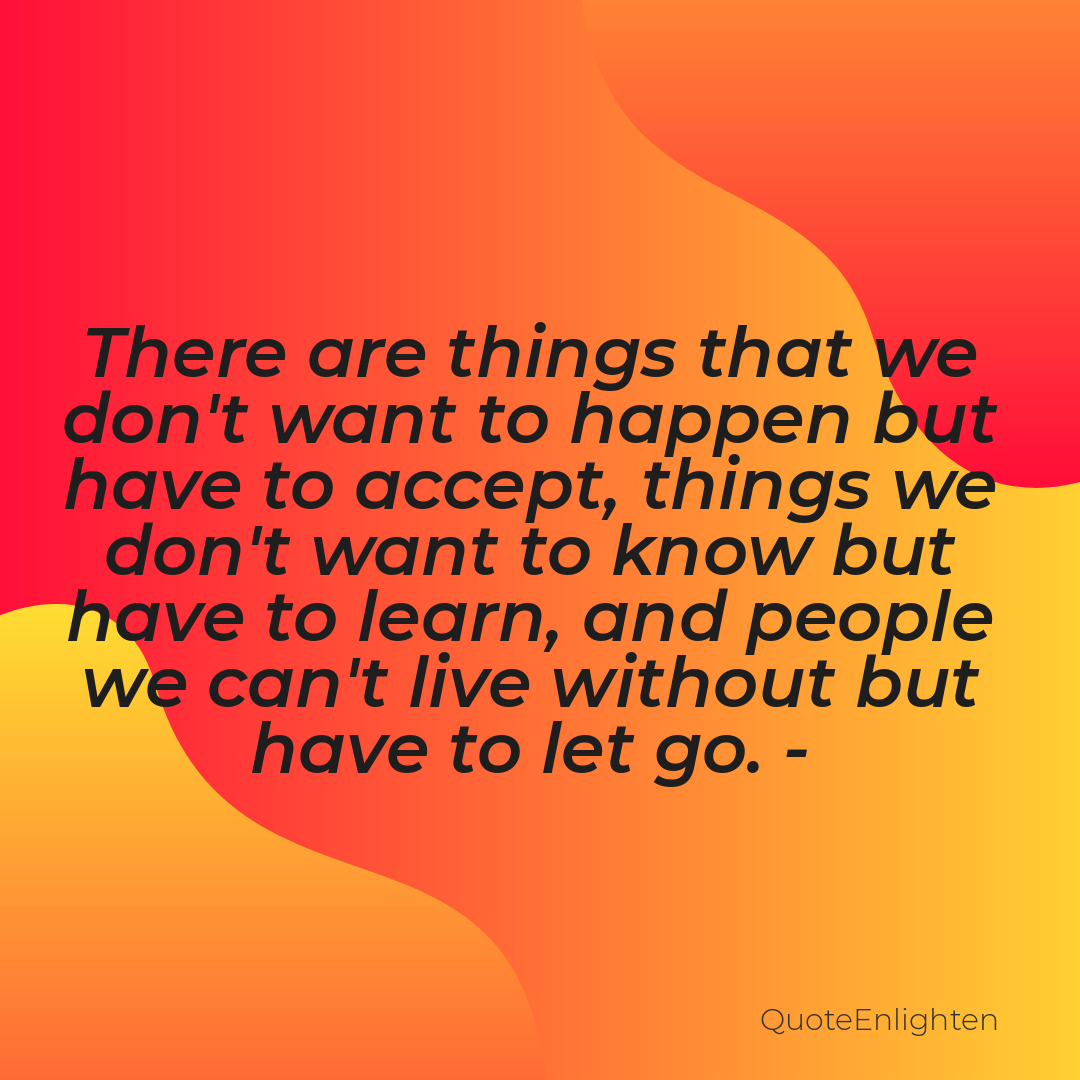 There are things that we
don't want to happen but
have to accept, things we
don't want to know but
have to learn, and people
we can't live without but
have to let go. -
QuoteEnlighten